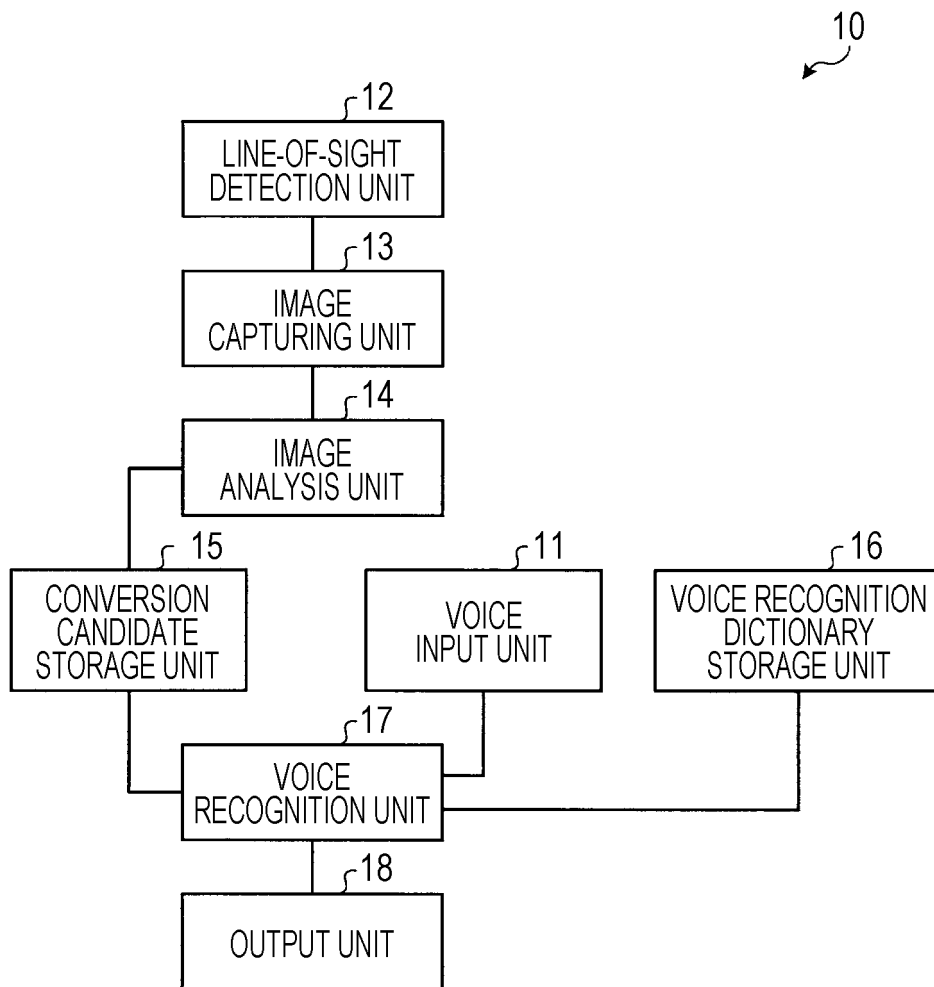 10
12
LINE-OF-SIGHT
DETECTION UNIT
13
IMAGE
CAPTURING UNIT
14
IMAGE
ANALYSIS UNIT
15
CONVERSION
CANDIDATE
STORAGE UNIT
11
VOICE
INPUT UNIT
16
VOICE RECOGNITION
DICTIONARY
STORAGE UNIT
17
VOICE
RECOGNITION UNIT
18
OUTPUT UNIT